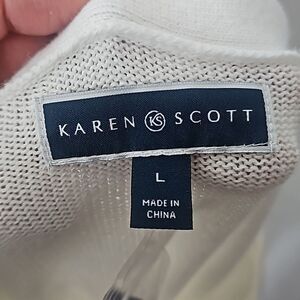 KAREN KS SCOTT
L
MADE IN
CHINA